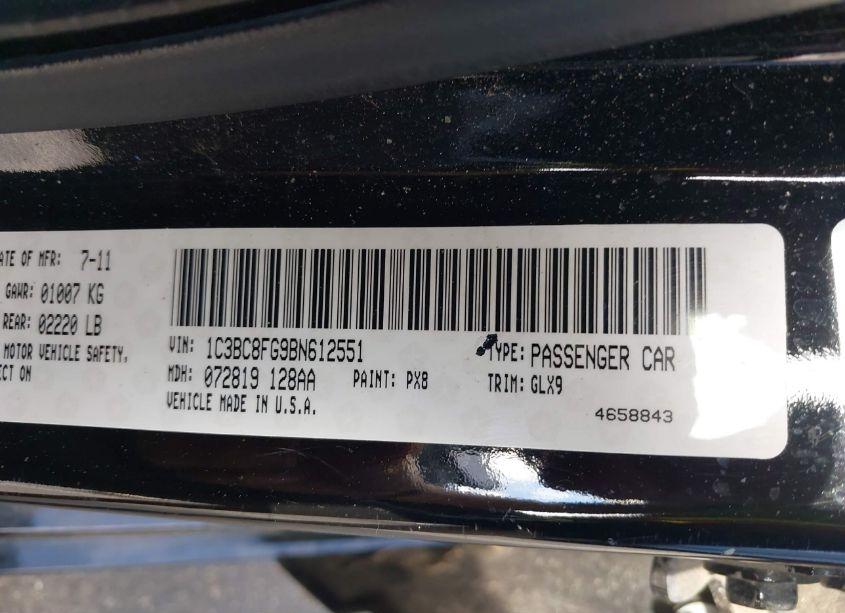 ATE OF MFR: 7-11
GAWR: 01007 KG
REAR: 02220 LB
MOTOR VEHICLE SAFETY,
ECT ON
VIN: 1C3BC8FG9BN612551 TYPE: PASSENGER CAR
MDH: 072819 128AA PAINT: PX8 TRIM: GLX9
VEHICLE MADE IN U.S.A. 4658843